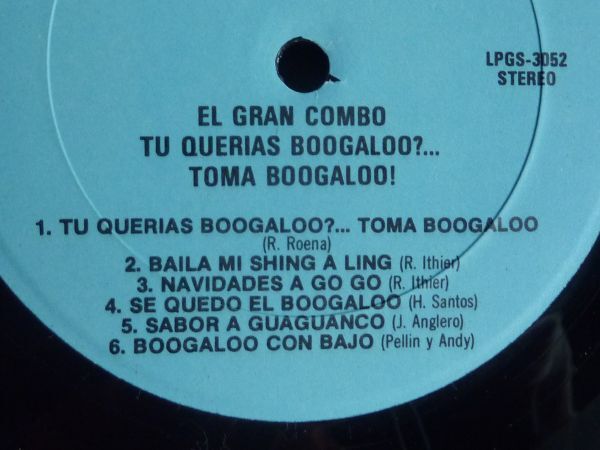 LPGS-3052
STEREO
EL GRAN COMBO
TU QUERIAS BOOGALOO?...
TOMA BOOGALOO!
1. TU QUERIAS BOOGALOO?... TOMA BOOGALOO
(R. Roena)
2. BAILA MI SHING A LING (R. Ithier)
3. NAVIDADES A GO GO (R. Ithier)
4. SE QUEDO EL BOOGALOO (H. Santos)
5. SABOR A GUAGUANCO (J. Anglero)
6. BOOGALOO CON BAJO (Pellin y Andy)